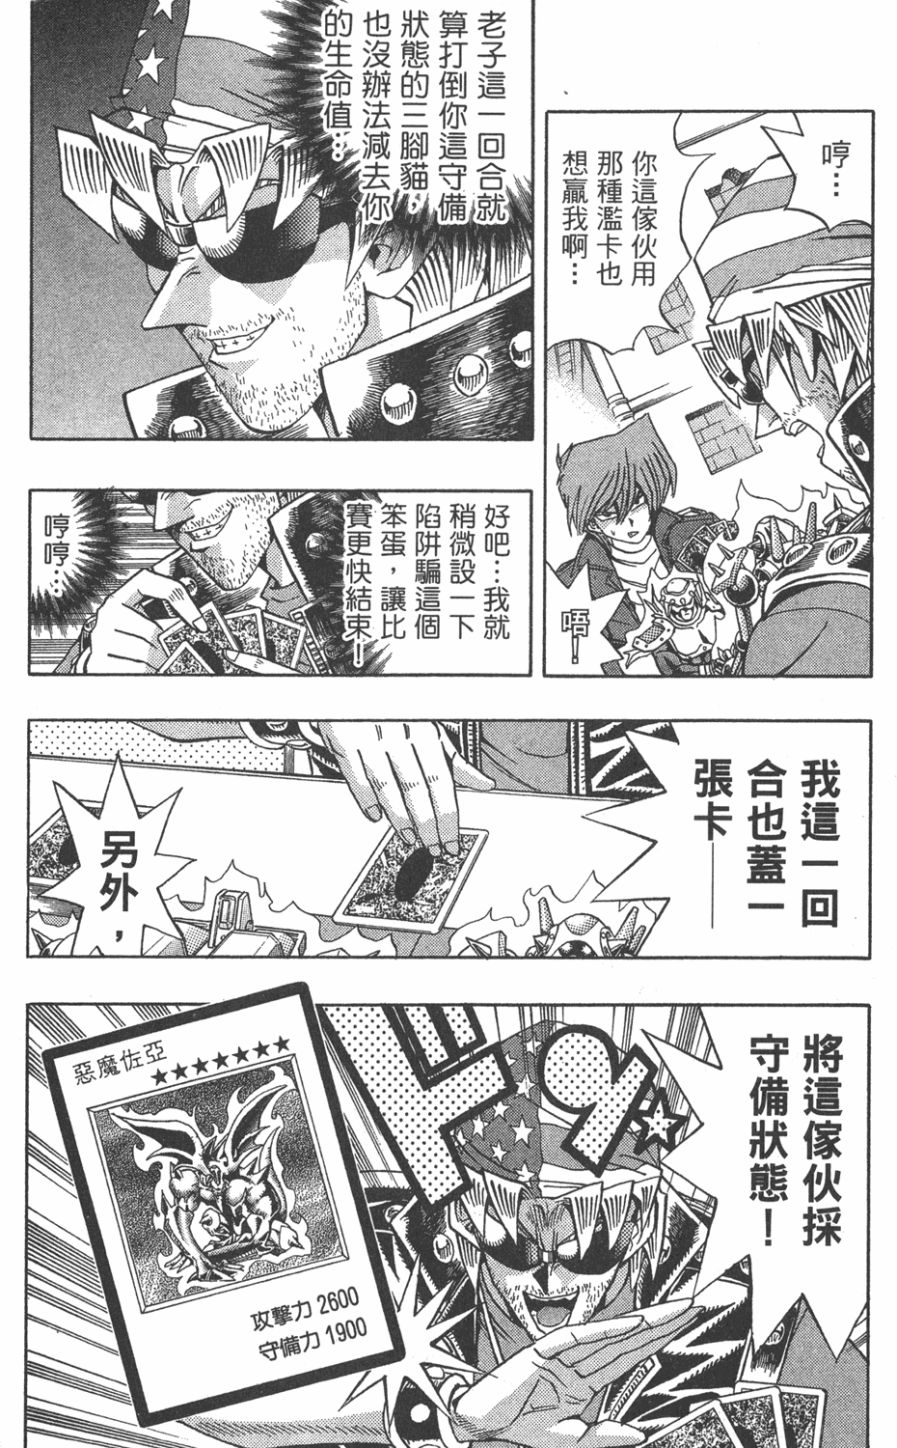 哼…
你這傢伙用
那種濫卡也
想贏我啊…
唔!
老子這一回合就
算打倒你這守備
狀態的三腳貓，
也沒辦法減去你
的生命值…
好吧…我就
稍微設一下
陷阱騙這個
笨蛋，讓比
賽更快結束!
哼哼…
我這一回
合也蓋一
張卡——
另外，
將這傢伙採
守備狀態!
ドン
惡魔佐亞
★★★★★★★
攻擊力 2600
守備力 1900